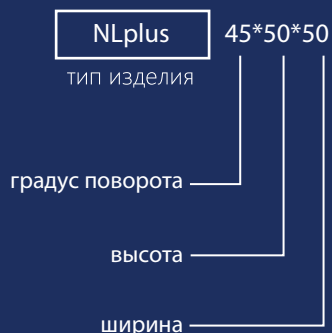 NLplus 45*50*50
тип изделия
градус поворота
высота
ширина